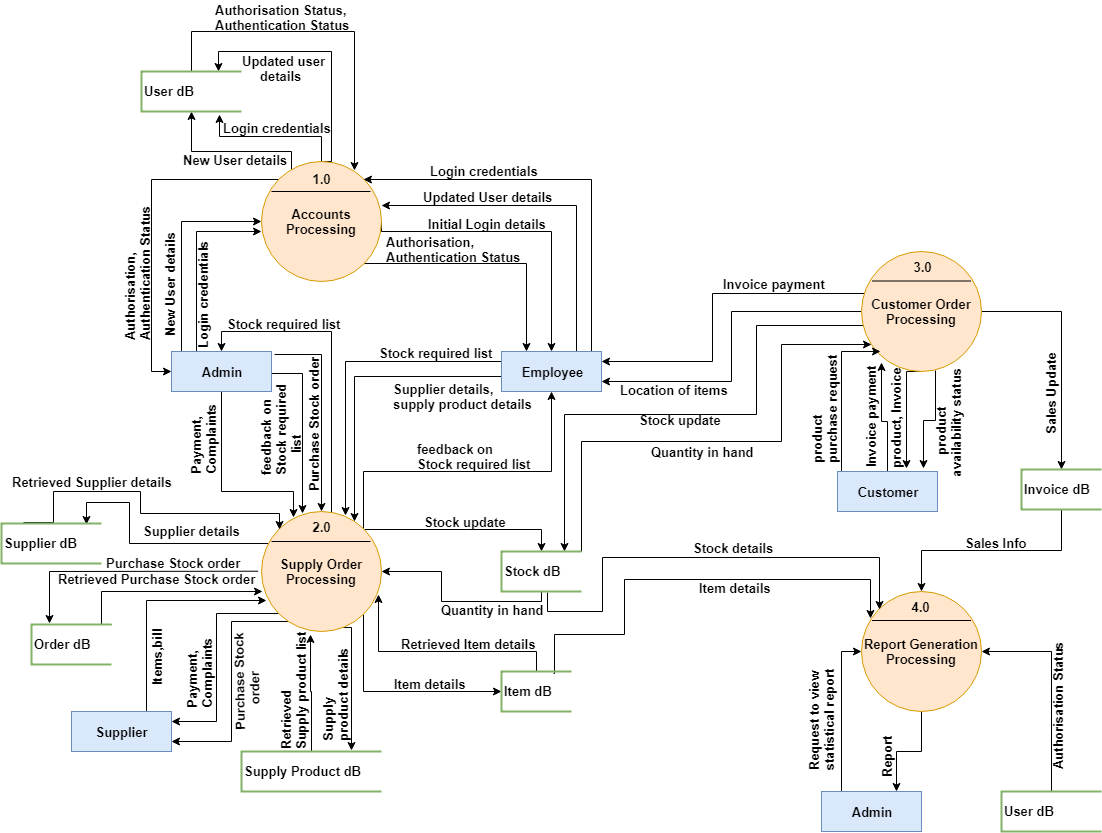 Authorisation Status,
Authentication Status
Updated user
details
User dB
Login credentials
New User details
1.0
Accounts
Processing
Login credentials
Updated User details
Initial Login details
Authorisation,
Authentication Status
Authorisation,
Authentication Status
New User details
Login credentials
Stock required list
Admin
Stock required list
Employee
Supplier details,
supply product details
Invoice payment
Location of items
Stock update
Quantity in hand
3.0
Customer Order
Processing
product
purchase request
Invoice payment
product, Invoice
product
availability status
Sales Update
Customer
Invoice dB
Payment,
Complaints
feedback on
Stock required
list
Purchase Stock order
feedback on
Stock required list
Retrieved Supplier details
Supplier details
Supplier dB
2.0
Supply Order
Processing
Stock update
Stock dB
Quantity in hand
Stock details
Item details
Sales Info
Purchase Stock order
Retrieved Purchase Stock order
Order dB
Items,bill
Payment,
Complaints
Purchase Stock
order
Retrieved
Supply product list
Supply
product details
Retrieved Item details
Item details
Item dB
Supplier
Supply Product dB
4.0
Report Generation
Processing
Request to view
statistical report
Report
Authorisation Status
Admin
User dB